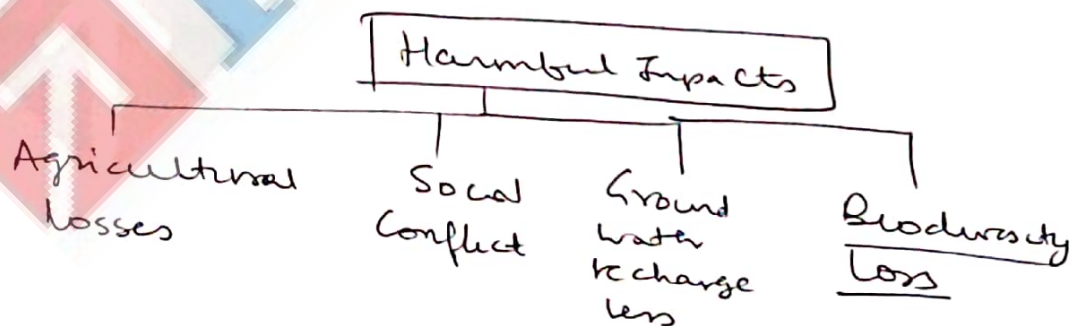 Harmful Impacts
Agricultural
Losses
Social
Conflict
Ground
water
recharge
less
Biodiversity
Loss